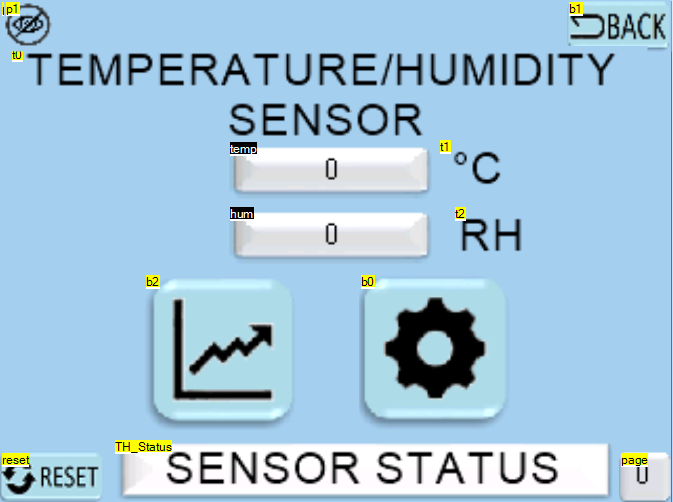 p1
b1
BACK
t0
TEMPERATURE/HUMIDITY
SENSOR
temp
0
t1
°C
hum
0
t2
RH
b2
b0
TH_Status
SENSOR STATUS
reset
RESET
page
0